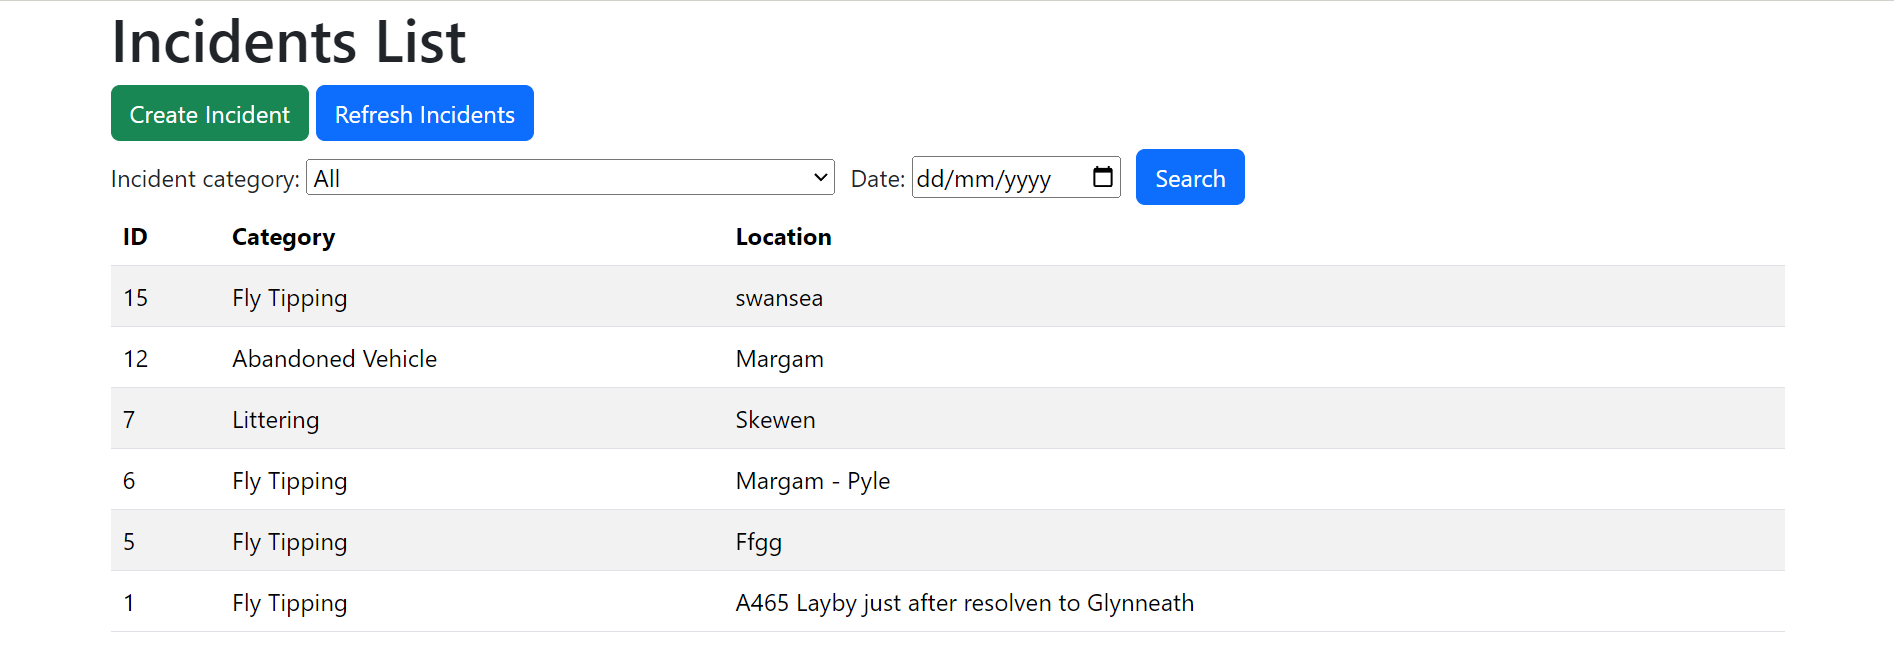 Incidents List
Create Incident Refresh Incidents
Incident category: All Date: dd/mm/yyyy Search
ID Category Location
15 Fly Tipping swansea
12 Abandoned Vehicle Margam
7 Littering Skewen
6 Fly Tipping Margam - Pyle
5 Fly Tipping Ffgg
1 Fly Tipping A465 Layby just after resolven to Glynneath